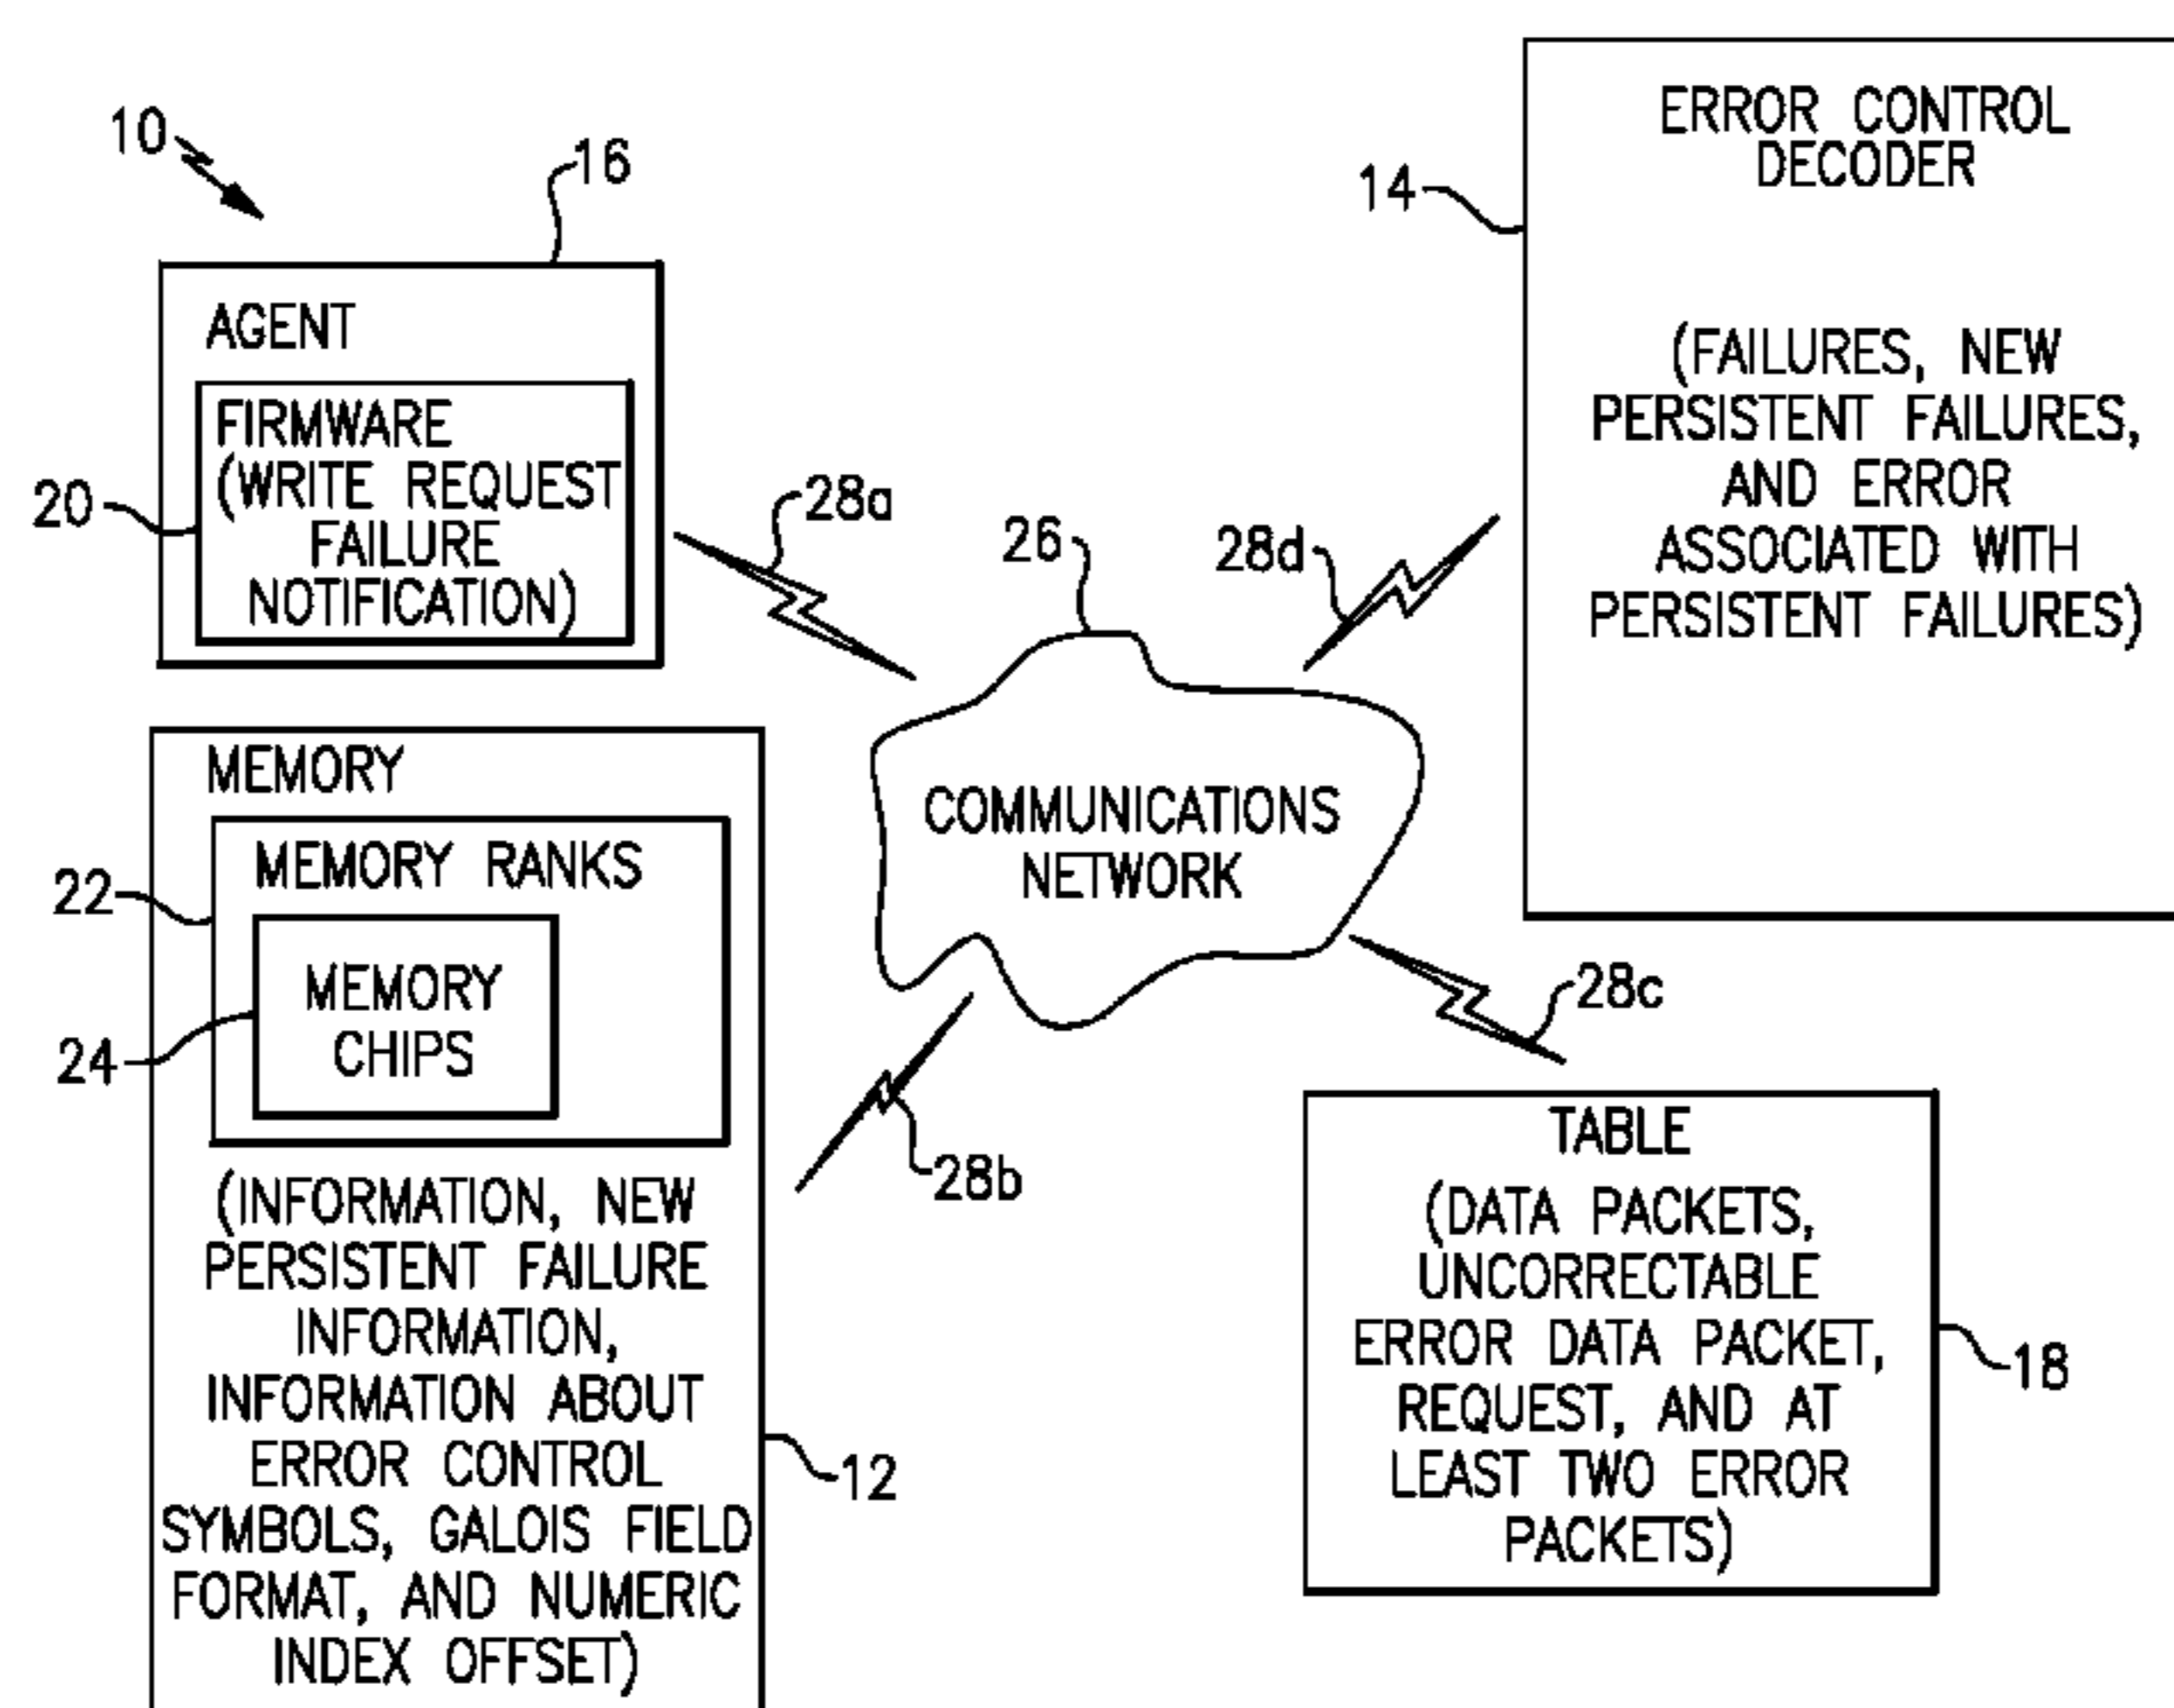 10
16
AGENT
FIRMWARE
(WRITE REQUEST
FAILURE
NOTIFICATION)
20
28a
26
28d
14
ERROR CONTROL
DECODER
(FAILURES, NEW
PERSISTENT FAILURES,
AND ERROR
ASSOCIATED WITH
PERSISTENT FAILURES)
COMMUNICATIONS
NETWORK
MEMORY
MEMORY RANKS
22
MEMORY
CHIPS
24
(INFORMATION, NEW
PERSISTENT FAILURE
INFORMATION,
INFORMATION ABOUT
ERROR CONTROL
SYMBOLS, GALOIS FIELD
FORMAT, AND NUMERIC
INDEX OFFSET)
12
28b
28c
TABLE
(DATA PACKETS,
UNCORRECTABLE
ERROR DATA PACKET,
REQUEST, AND AT
LEAST TWO ERROR
PACKETS)
18